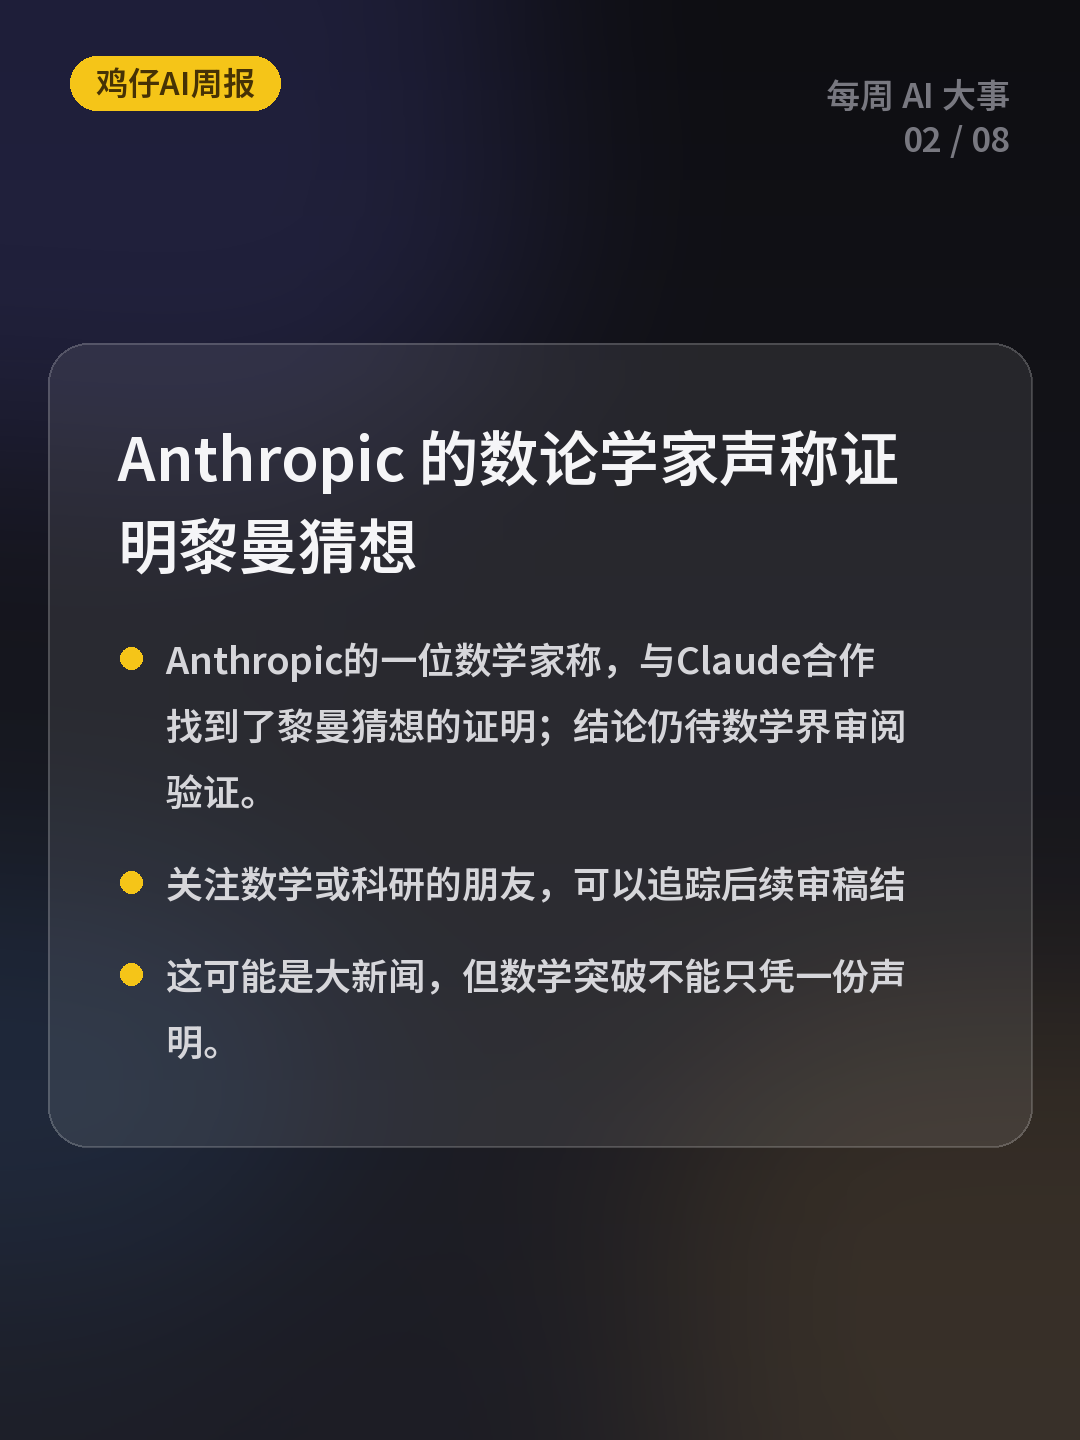 鸡仔AI周报
每周 AI 大事
02 / 08
Anthropic 的数论学家声称证
明黎曼猜想
Anthropic的一位数学家称，与Claude合作
找到了黎曼猜想的证明；结论仍待数学界审阅
验证。
关注数学或科研的朋友，可以追踪后续审稿结
这可能是大新闻，但数学突破不能只凭一份声
明。